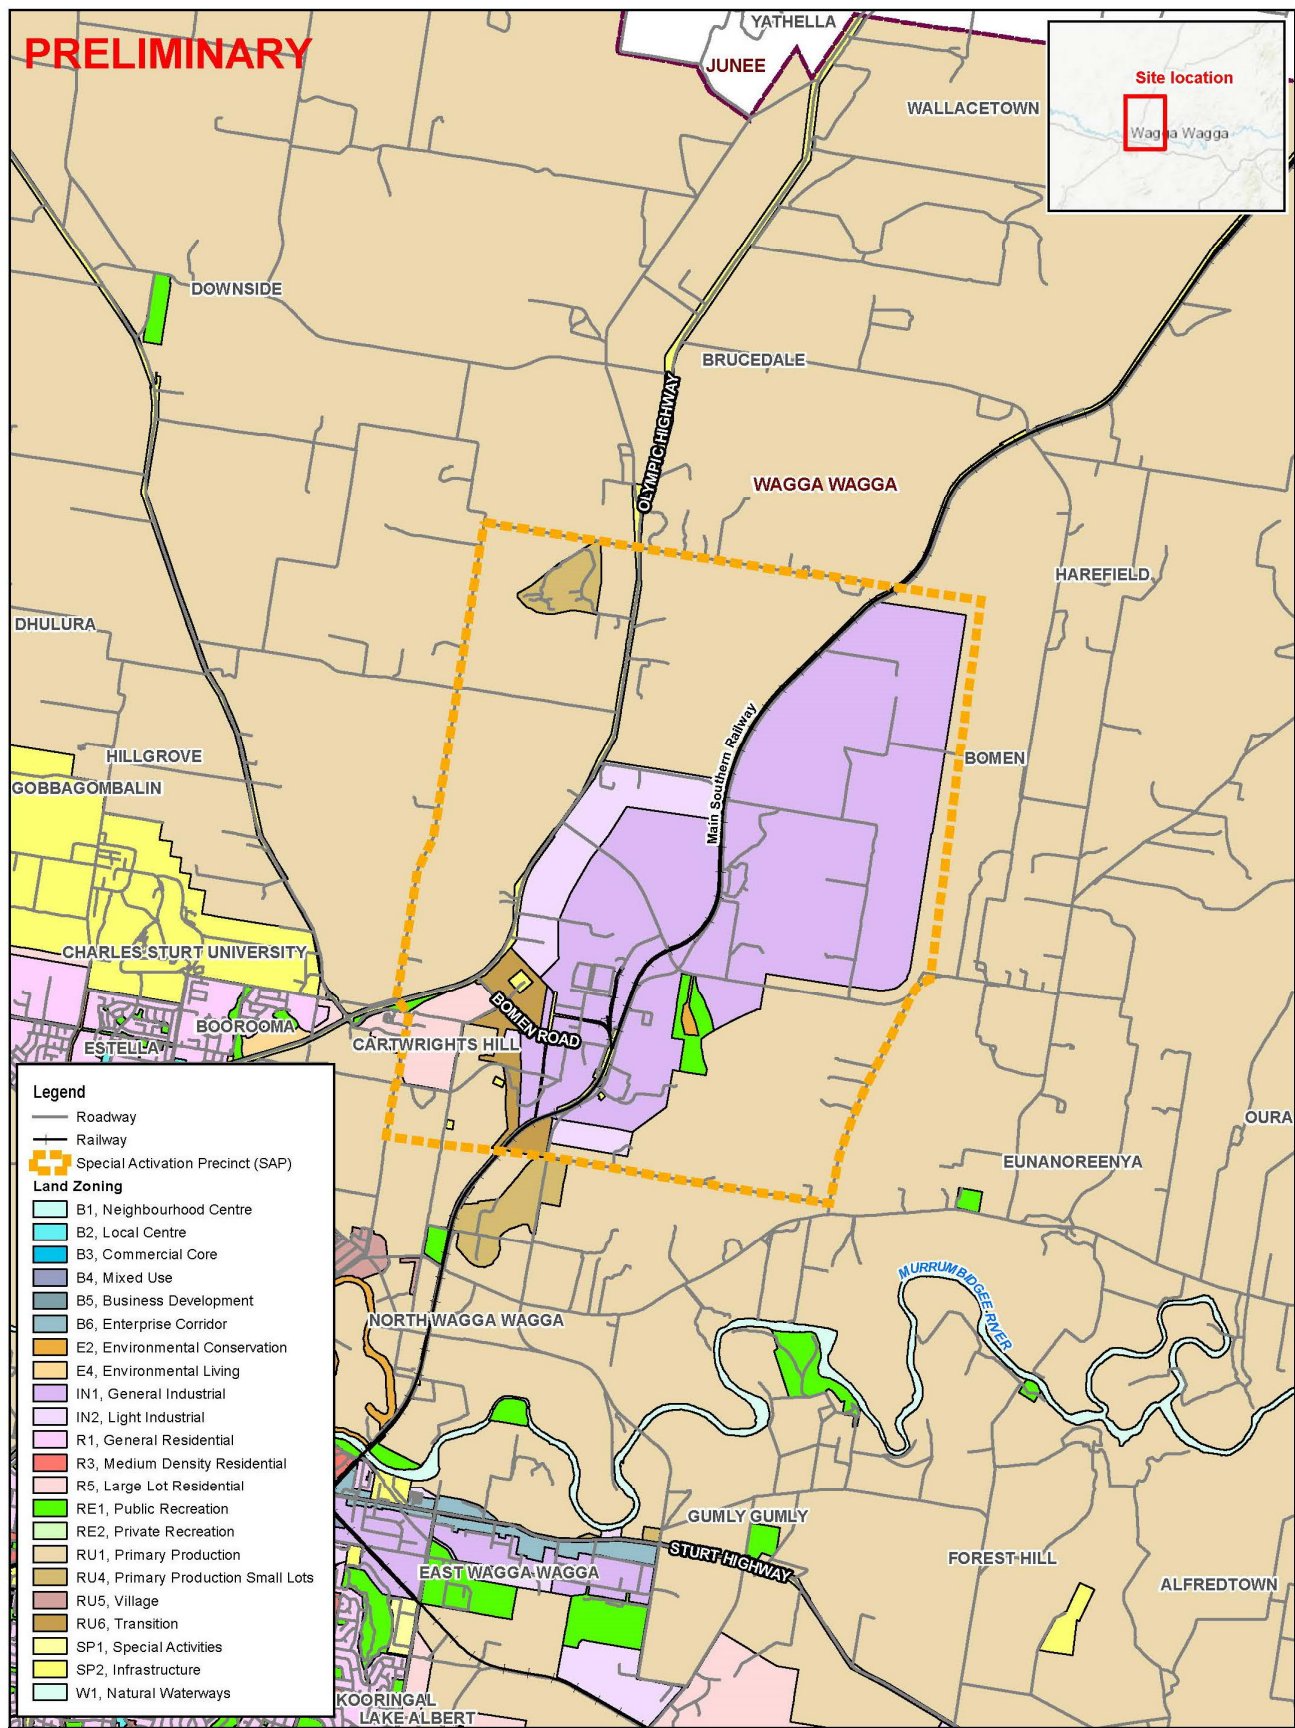 PRELIMINARY
YATHELLA
JUNEE
Site location
Wagga Wagga
WALLACETOWN
DOWNSIDE
BRUCEDALE
OLYMPIC HIGHWAY
WAGGA WAGGA
HAREFIELD
DHULURA
Main Southern Railway
HILLGROVE
BOMEN
GOBBAGOMBALIN
CHARLES STURT UNIVERSITY
BOMEN ROAD
BOOROOMA
CARTWRIGHTS HILL
ESTELLA
OURA
EUNANOREENYA
MURRUMBIDGEE RIVER
NORTH WAGGA WAGGA
GUMLY GUMLY
STURT HIGHWAY
FOREST HILL
EAST WAGGA WAGGA
ALFREDTOWN
KOORINGAL
LAKE ALBERT
Legend
Roadway
Railway
Special Activation Precinct (SAP)
Land Zoning
B1, Neighbourhood Centre
B2, Local Centre
B3, Commercial Core
B4, Mixed Use
B5, Business Development
B6, Enterprise Corridor
E2, Environmental Conservation
E4, Environmental Living
IN1, General Industrial
IN2, Light Industrial
R1, General Residential
R3, Medium Density Residential
R5, Large Lot Residential
RE1, Public Recreation
RE2, Private Recreation
RU1, Primary Production
RU4, Primary Production Small Lots
RU5, Village
RU6, Transition
SP1, Special Activities
SP2, Infrastructure
W1, Natural Waterways